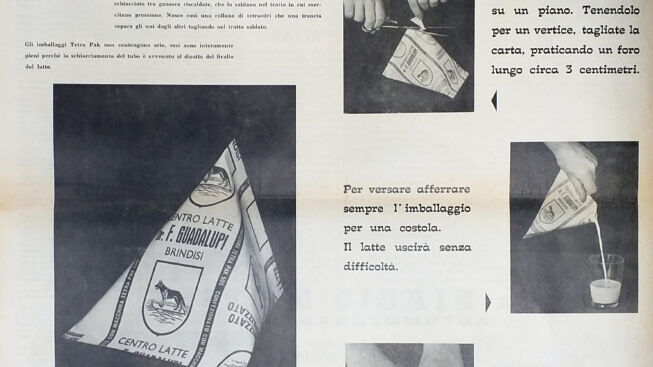 schiacciato tra ganasce riscaldate, che lo saldano nel tratto in cui eser-
citano pressione. Nasce così una collana di tetraedri che una trancia
separa gli uni dagli altri tagliando nel tratto saldato.
Gli imballaggi Tetra Pak non contengono aria, essi sono interamente
pieni perchè lo schiacciamento del tubo è avvenuto al disotto del livello
del latte.
su un piano. Tenendolo
per un vertice, tagliate la
carta, praticando un foro
lungo circa 3 centimetri.
Per versare afferrare
sempre l'imballaggio
per una costola.
Il latte uscirà senza
difficoltà.
CENTRO LATTE
F. GUADALUPI
BRINDISI
CENTRO LATTE